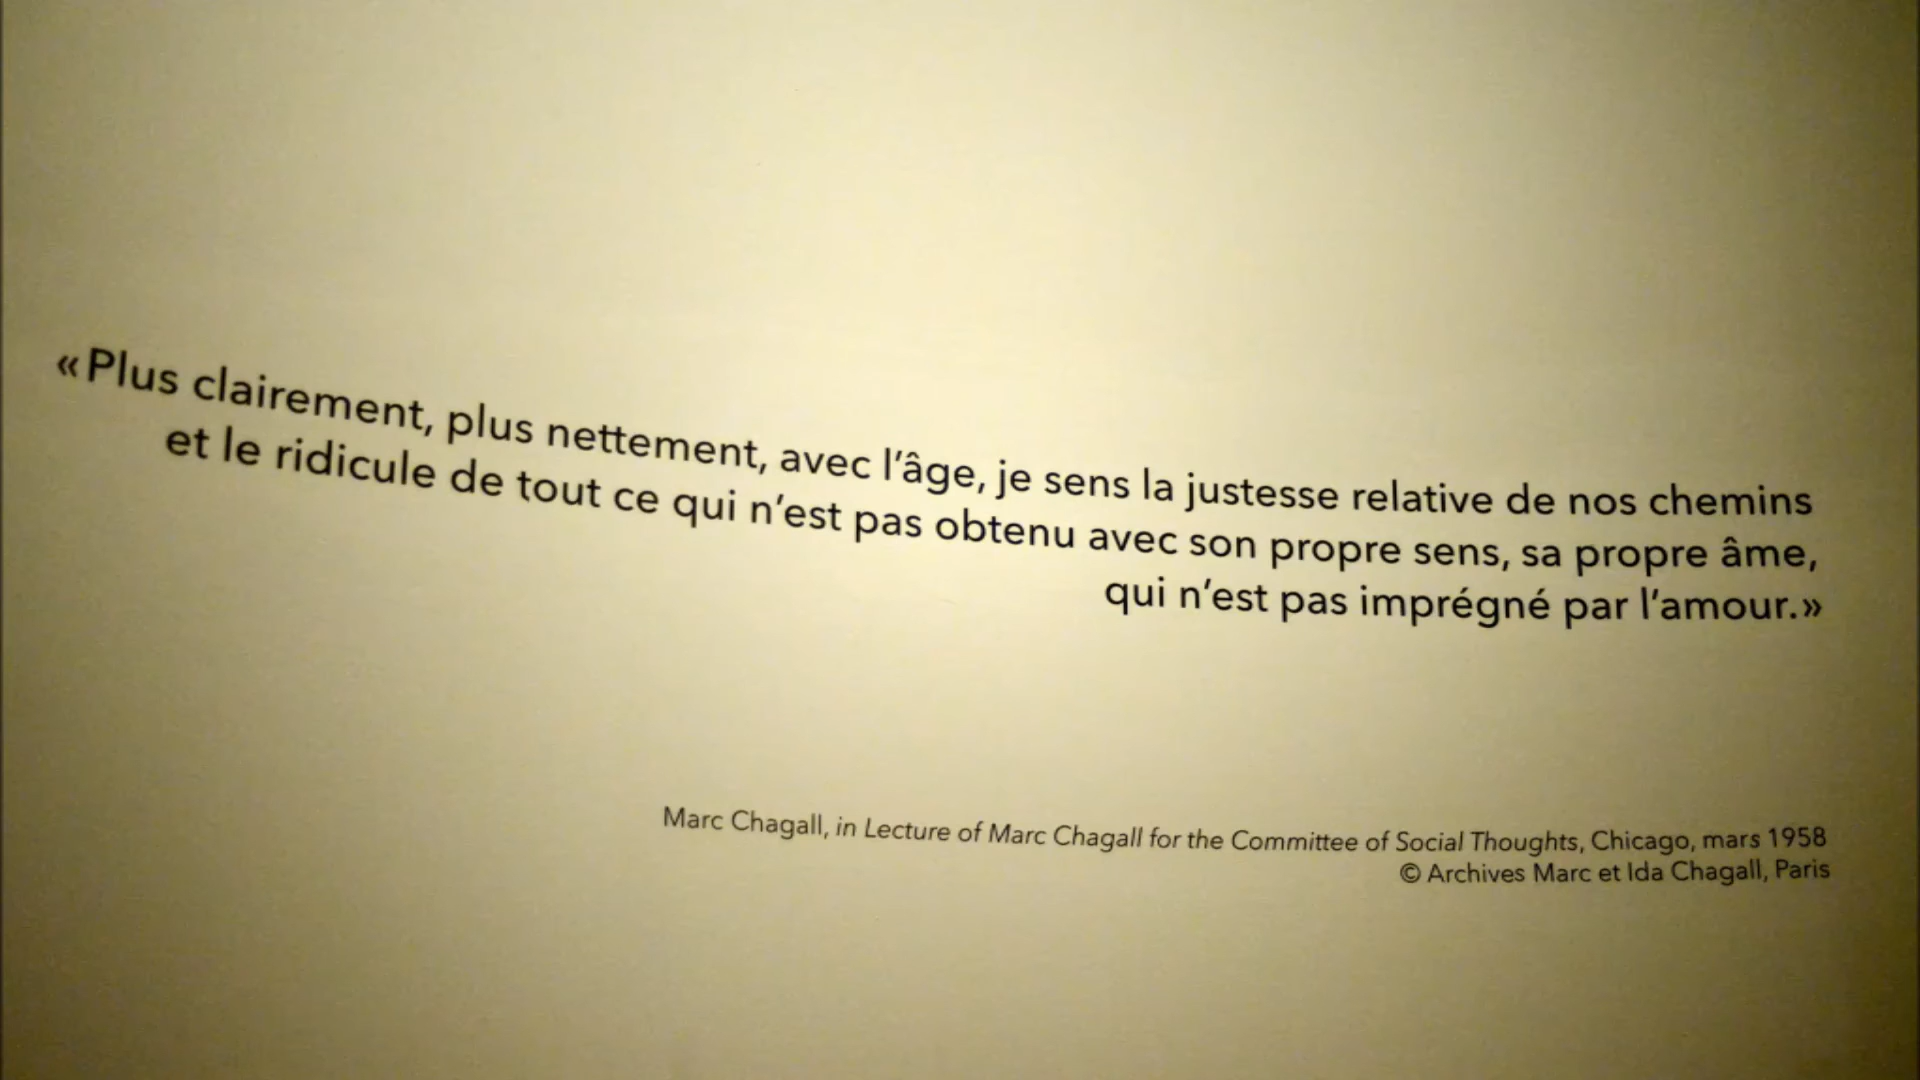 «Plus clairement, plus nettement, avec l’âge, je sens la justesse relative de nos chemins
et le ridicule de tout ce qui n’est pas obtenu avec son propre sens, sa propre âme,
qui n’est pas imprégné par l’amour.»
Marc Chagall, in Lecture of Marc Chagall for the Committee of Social Thoughts, Chicago, mars 1958
© Archives Marc et Ida Chagall, Paris